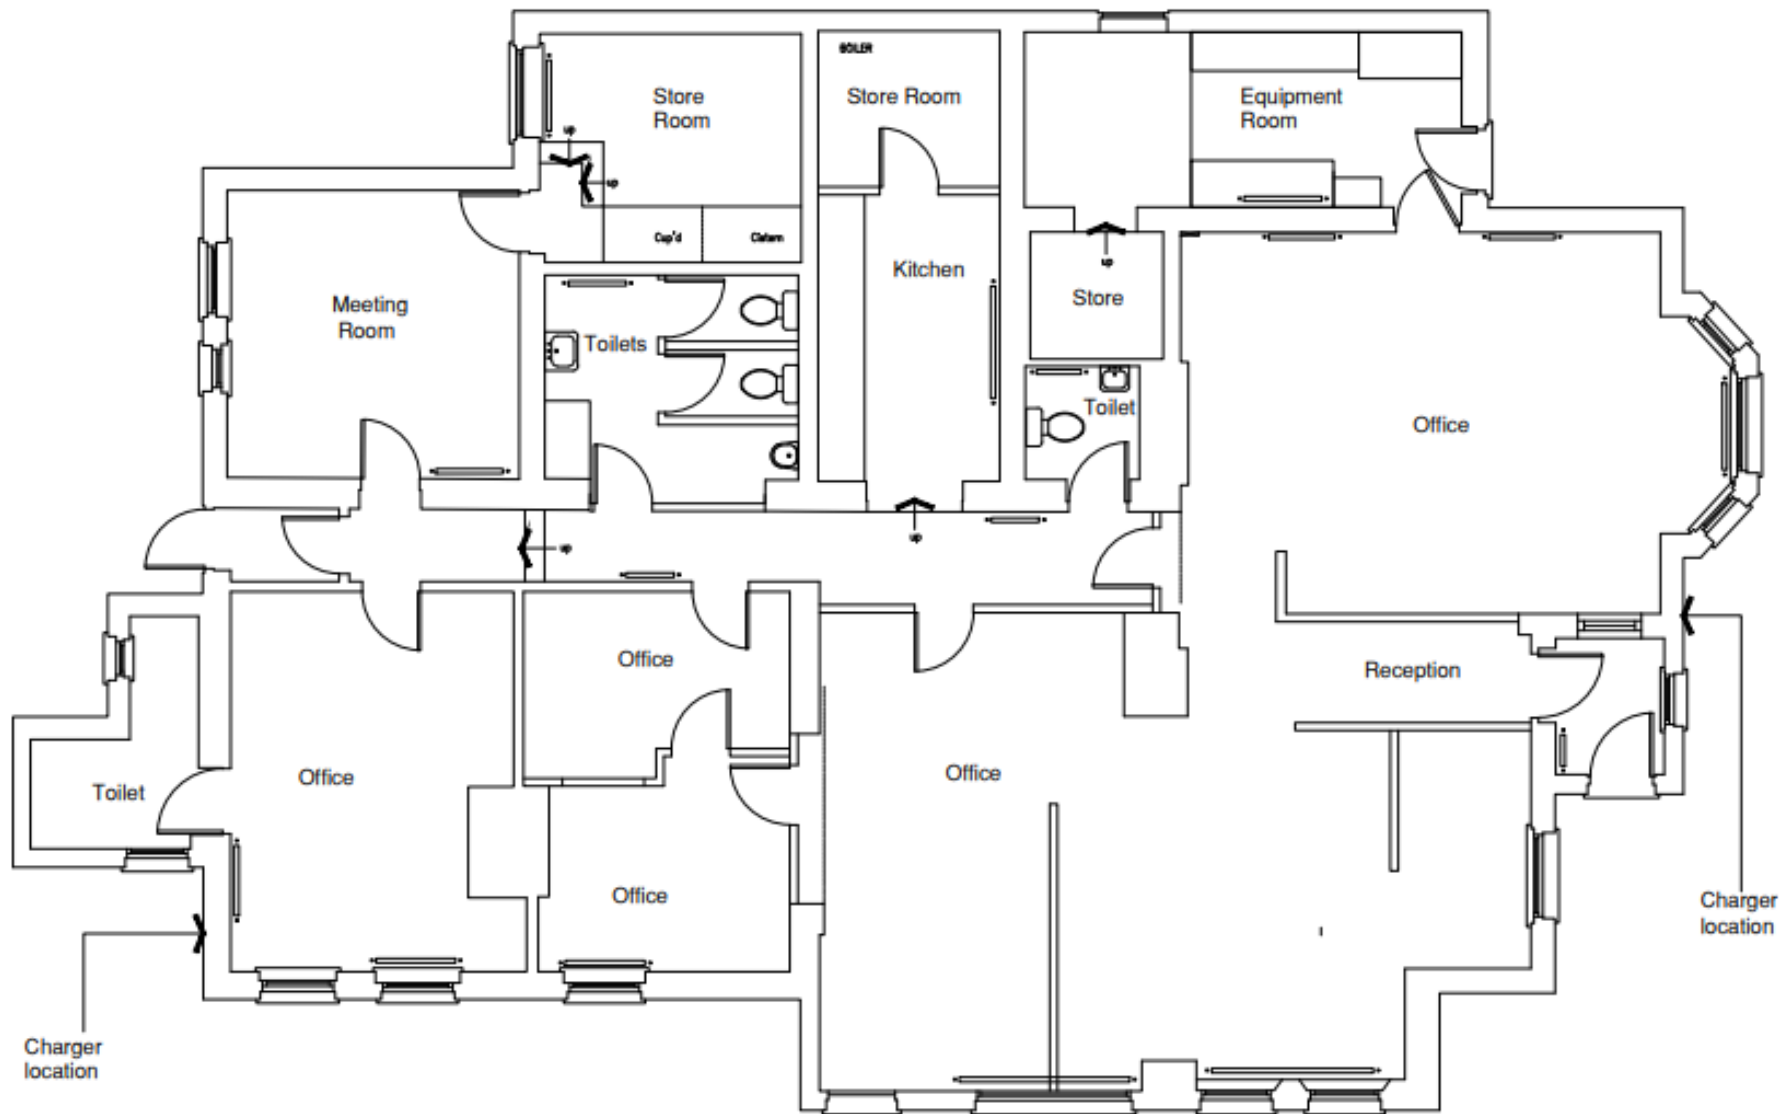 BOILER
Store
Room
Store Room
Equipment
Room
up
up
Cup'd
Cistern
up
Kitchen
Store
Meeting
Room
Toilets
Toilet
Office
up
up
Office
Reception
Office
Office
Toilet
Office
Charger
location
Charger
location